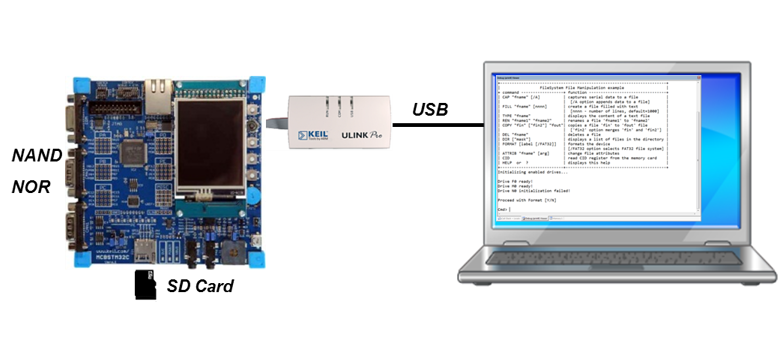 USB
KEIL
ULINK Pro
NAND
NOR
MCBSTM32C
SD Card
FileSystem File Manipulation example
command | function
CAP "fname" [/A] | captures serial data to a file
[/A option appends data to a file]
FILL "fname" [nnnn] | create a file filled with text
[nnnn - number of lines, default=1000]
TYPE "fname" | displays the content of a text file
REN "fname1" "fname2" | renames a file 'fname1' to 'fname2'
COPY "fin" ["fin2"] "fout" | copies a file 'fin' to 'fout' file
['fin2' option merges 'fin' and 'fin2']
DEL "fname" | deletes a file
DIR ["mask"] | displays a list of files in the directory
FORMAT [label [/FAT32]] | formats the device
[/FAT32 option selects FAT32 file system]
ATTRIB "fname" [arg] | change file attributes
CID | read CID register from the memory card
HELP or ? | displays this help
Initializing enabled drives...
Drive F0 ready!
Drive M0 ready!
Drive N0 initialization failed!
Proceed with Format [Y/N]
Cmd>